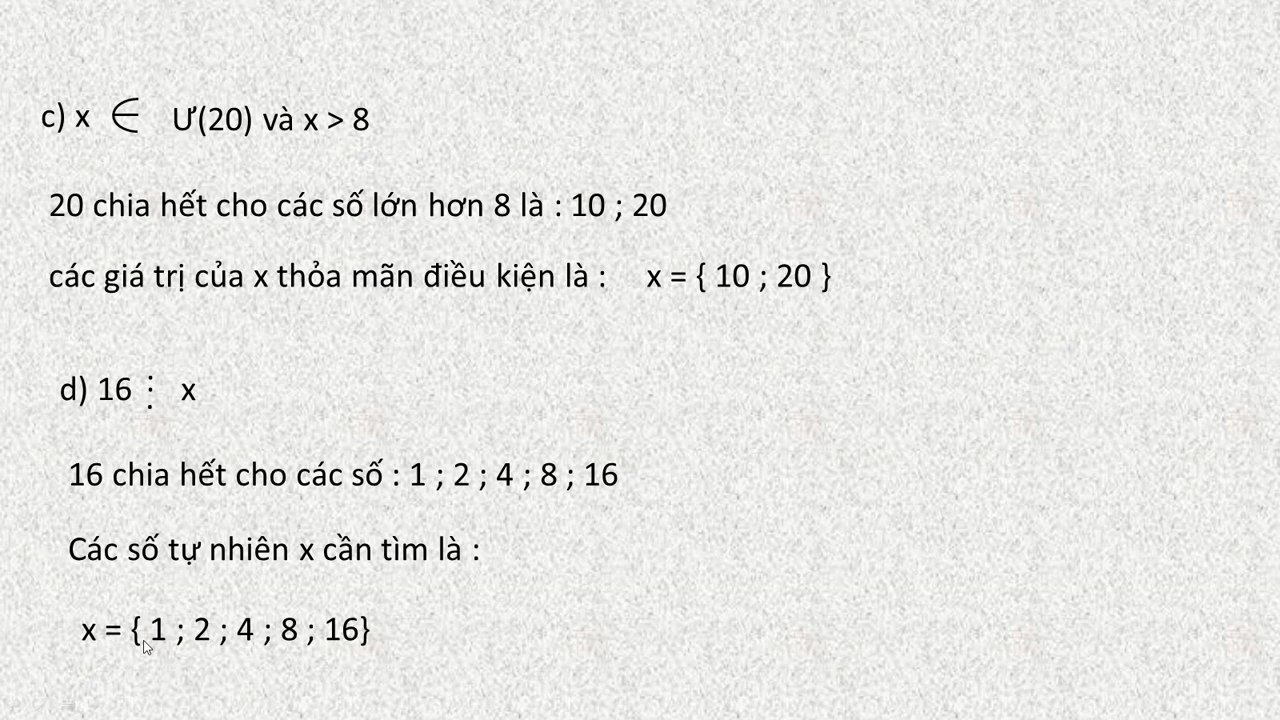 c) x ∈ Ư(20) và x > 8
20 chia hết cho các số lớn hơn 8 là : 10 ; 20
các giá trị của x thỏa mãn điều kiện là : x = { 10 ; 20 }
d) 16 ⋮ x
16 chia hết cho các số : 1 ; 2 ; 4 ; 8 ; 16
Các số tự nhiên x cần tìm là :
x = { 1 ; 2 ; 4 ; 8 ; 16}